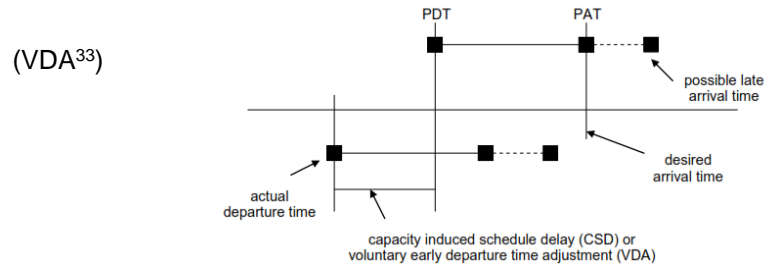 PDT
PAT
(VDA³³)
possible late
arrival time
desired
arrival time
actual
departure time
capacity induced schedule delay (CSD) or
voluntary early departure time adjustment (VDA)